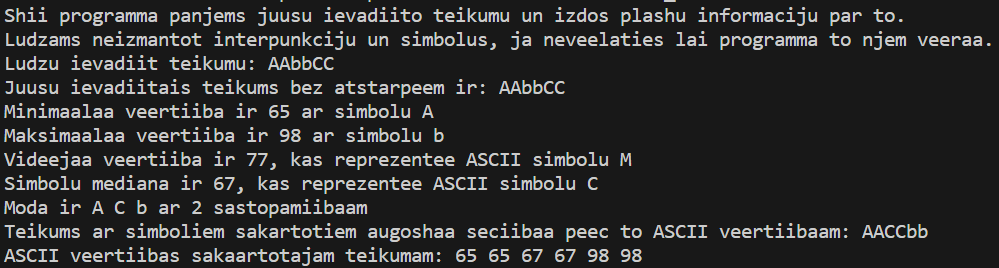 Shii programma panjems juusu ievadiito teikumu un izdos plashu informaciju par to.
Ludzams neizmantot interpunkciju un simbolus, ja neveelaties lai programma to njem veeraa.
Ludzu ievadiit teikumu: AAbbCC
Juusu ievadiitais teikums bez atstarpeem ir: AAbbCC
Minimaalaa veertiiba ir 65 ar simbolu A
Maksimaalaa veertiiba ir 98 ar simbolu b
Videejaa veertiiba ir 77, kas reprezentee ASCII simbolu M
Simbolu mediana ir 67, kas reprezentee ASCII simbolu C
Moda ir A C b ar 2 sastopamiibaam
Teikums ar simboliem sakartotiem augoshaa seciibaa peec to ASCII veertiibaam: AACCbb
ASCII veertiibas sakaartotajam teikumam: 65 65 67 67 98 98